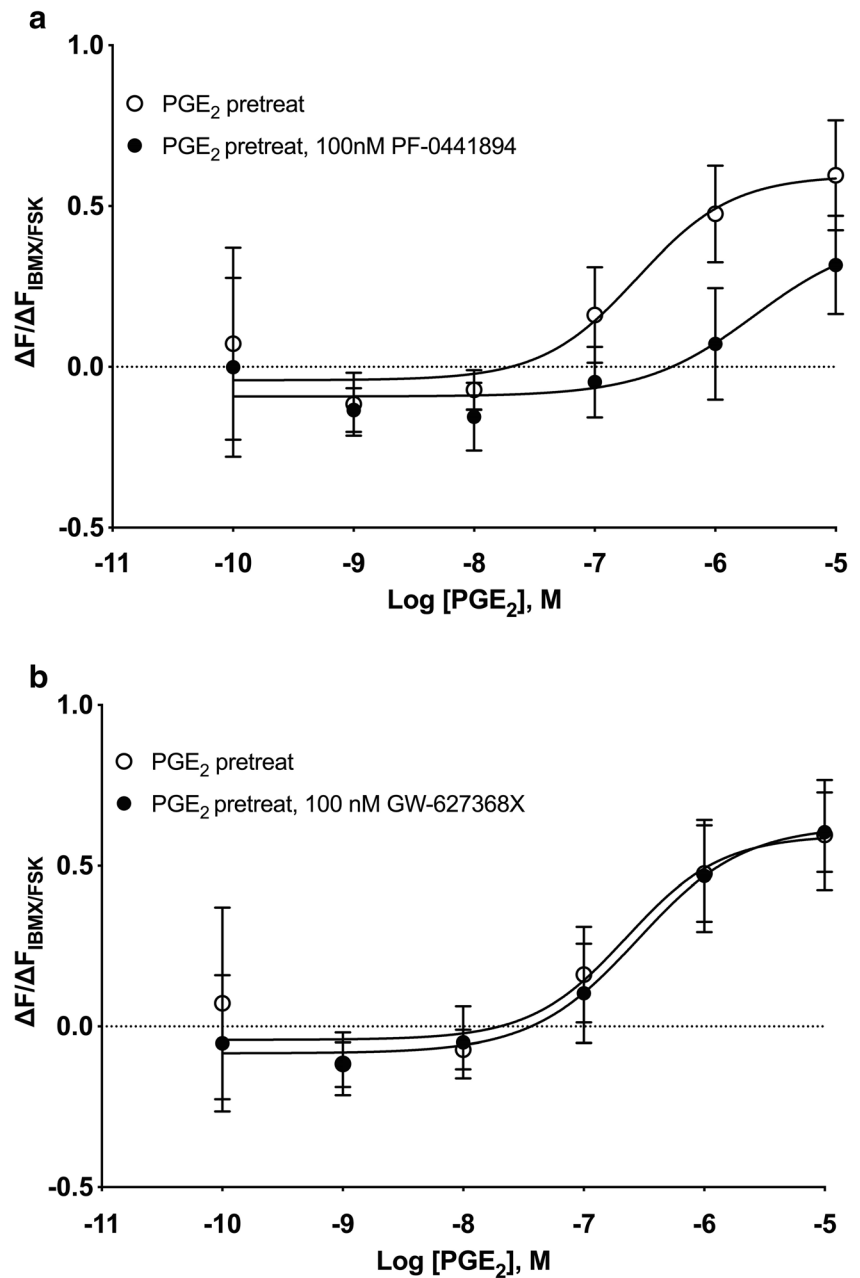 a
1.0
PGE2 pretreat
PGE2 pretreat, 100nM PF-0441894
0.5
0.0
-0.5
ΔF/ΔFIBMX/FSK
-11 -10 -9 -8 -7 -6 -5
Log [PGE2], M
b
1.0
PGE2 pretreat
PGE2 pretreat, 100 nM GW-627368X
0.5
0.0
-0.5
ΔF/ΔFIBMX/FSK
-11 -10 -9 -8 -7 -6 -5
Log [PGE2], M